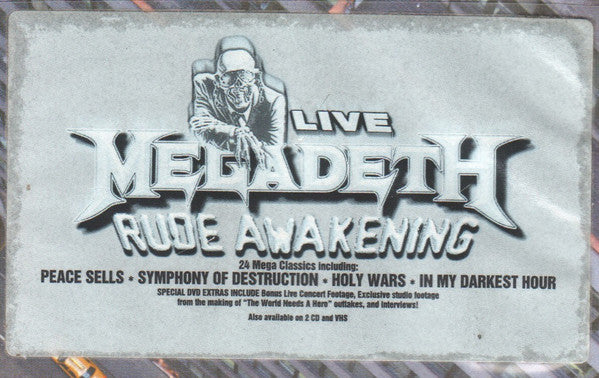 LIVE
MEGADETH
RUDE AWAKENING
24 Mega Classics including:
PEACE SELLS • SYMPHONY OF DESTRUCTION • HOLY WARS • IN MY DARKEST HOUR
SPECIAL DVD EXTRAS INCLUDE Bonus Live Concert Footage, Exclusive studio footage
from the making of "The World Needs A Hero" outakes, and interviews!
Also available on 2 CD and VHS